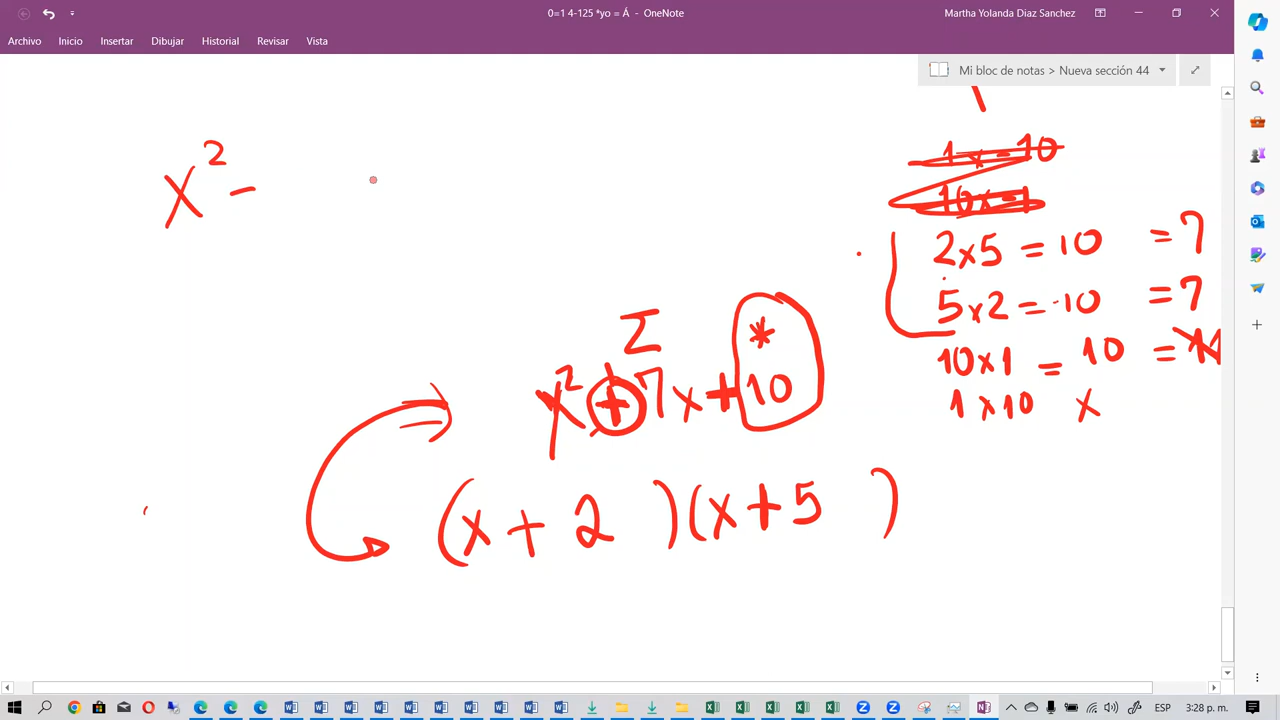 0=1 4-125 *yo = Á - OneNote
Martha Yolanda Diaz Sanchez
Archivo Inicio Insertar Dibujar Historial Revisar Vista
Mi bloc de notas > Nueva sección 44
x² -
1x-10
10x-1
2x5 = 10 = 7
5x2 = 10 = 7
10x1 = 10 =
1x10 x
Σ *
x² + 7x + 10
(x + 2 )(x + 5 )
ESP 3:28 p. m.